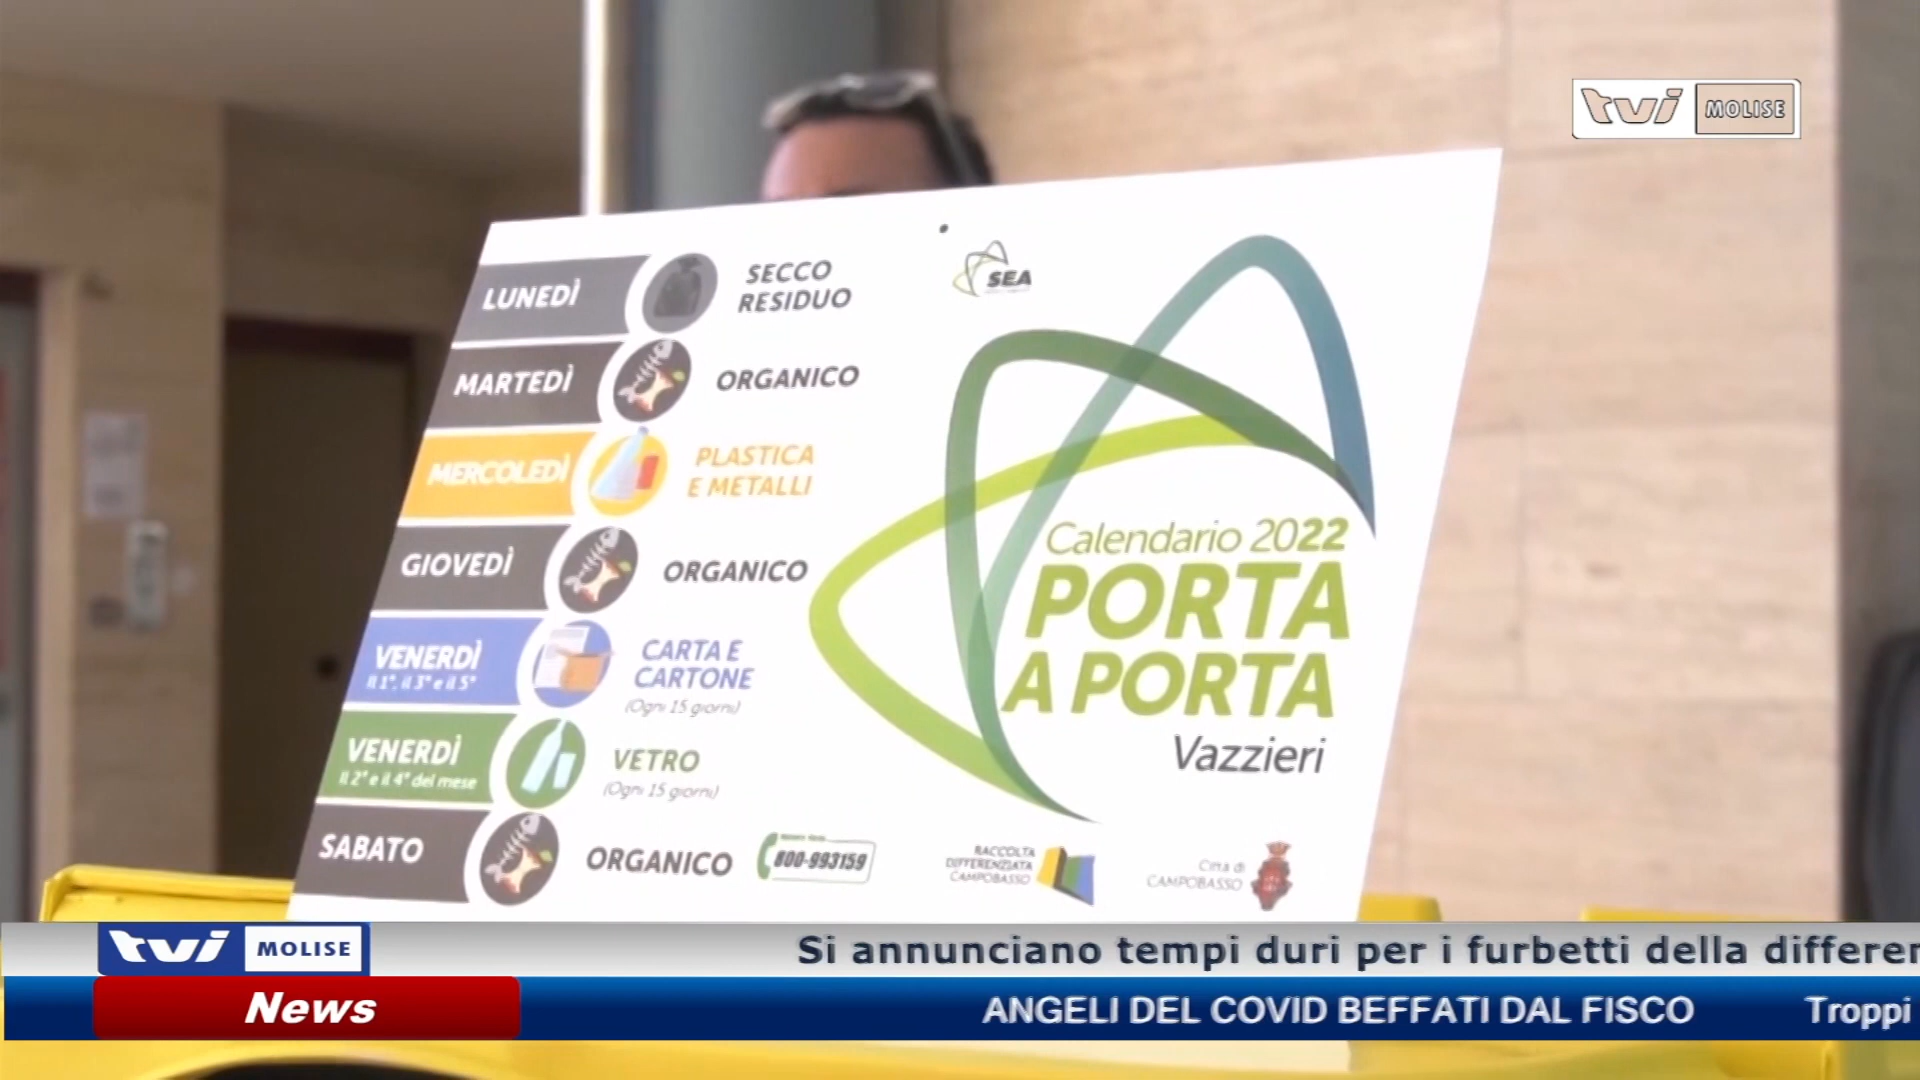 tvi MOLISE
LUNEDÌ
SECCO
RESIDUO
MARTEDÌ
ORGANICO
MERCOLEDÌ
PLASTICA
E METALLI
GIOVEDÌ
ORGANICO
VENERDÌ
Il 1°, il 3° e il 5°
CARTA E
CARTONE
(Ogni 15 giorni)
VENERDÌ
Il 2° e il 4° del mese
VETRO
(Ogni 15 giorni)
SABATO
ORGANICO
800-993159
SEA
Calendario 2022
PORTA
A PORTA
Vazzieri
RACCOLTA
DIFFERENZIATA
CAMPOBASSO
Città di
CAMPOBASSO
tvi MOLISE
Si annunciano tempi duri per i furbetti della differen
News
ANGELI DEL COVID BEFFATI DAL FISCO Troppi